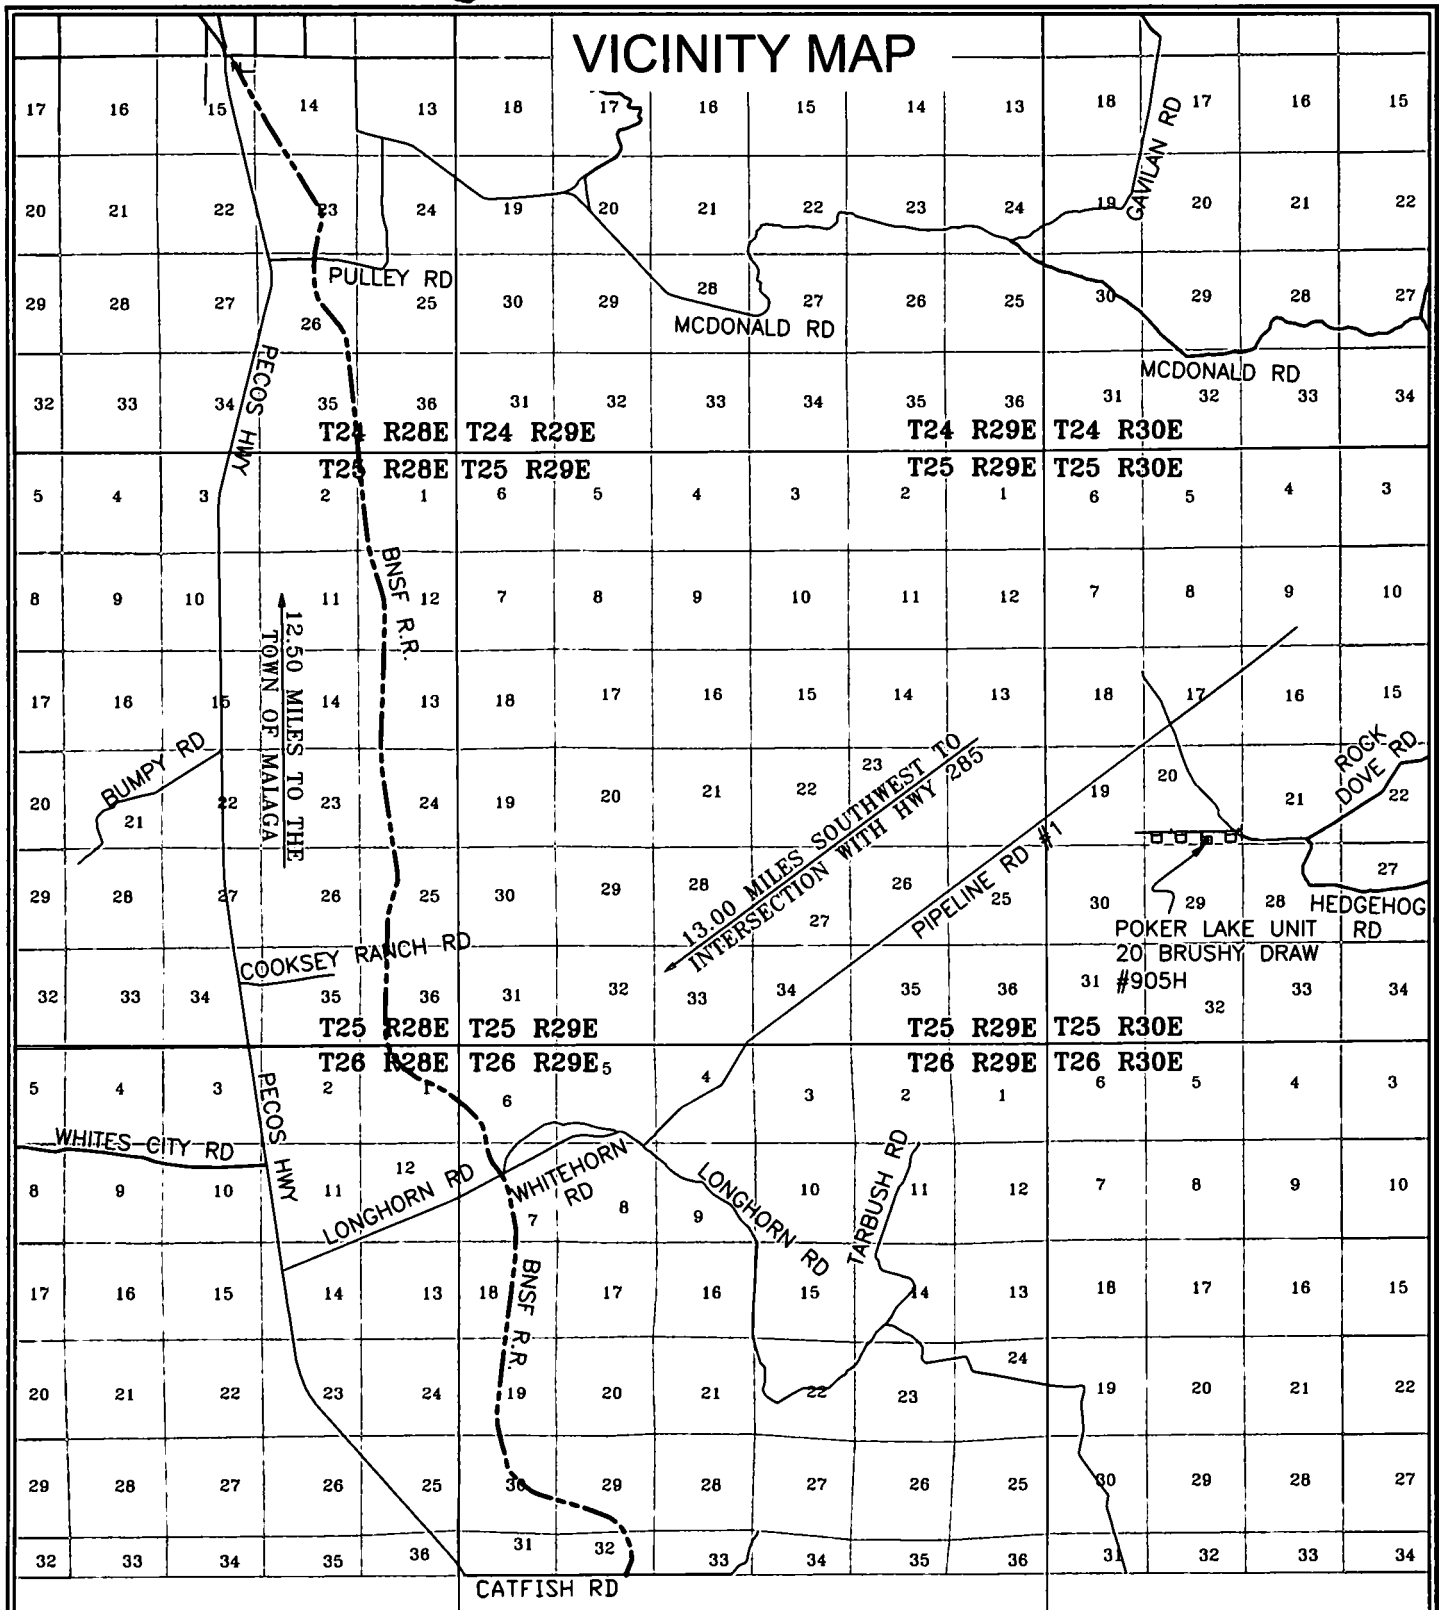 VICINITY MAP
17 16 15 14 13 18 17 16 15 14 13 18 17 16 15
GAVILAN RD
20 21 22 23 24 19 20 21 22 23 24 19 20 21 22
PULLEY RD
29 28 27 26 25 30 29 28 27 26 25 30 29 28 27
MCDONALD RD
MCDONALD RD
PECOS HWY
32 33 34 35 36 31 32 33 34 35 36 31 32 33 34
T24 R28E T24 R29E
T24 R29E T24 R30E
T25 R28E T25 R29E
T25 R29E T25 R30E
5 4 3 2 1 6 5 4 3 2 1 6 5 4 3
BNSF R.R.
8 9 10 11 12 7 8 9 10 11 12 7 8 9 10
12.50 MILES TO THE
TOWN OF MALAGA
17 16 15 14 13 18 17 16 15 14 13 18 17 16 15
BUMPY RD
13.00 MILES SOUTHWEST TO
INTERSECTION WITH HWY 285
ROCK
DOVE RD
20 21 22 23 24 19 20 21 22 23 19 20 21 22
PIPELINE RD #1
29 28 27 26 25 30 29 28 27 26 25 30 29 28 27
HEDGEHOG
RD
POKER LAKE UNIT
20 BRUSHY DRAW
#905H
COOKSEY RANCH RD
32 33 34 35 36 31 32 33 34 35 36 31 32 33 34
T25 R28E T25 R29E
T25 R29E T25 R30E
T26 R28E T26 R29E
T26 R29E T26 R30E
5 4 3 2 1 6 5 4 3 2 1 6 5 4 3
PECOS HWY
WHITES CITY RD
LONGHORN RD
WHITEHORN
RD
LONGHORN RD
TARBUSH RD
8 9 10 11 12 7 8 9 10 11 12 7 8 9 10
BNSF R.R.
17 16 15 14 13 18 17 16 15 14 13 18 17 16 15
20 21 22 23 24 19 20 21 22 23 24 19 20 21 22
29 28 27 26 25 30 29 28 27 26 25 30 29 28 27
32 33 34 35 36 31 32 33 34 35 36 31 32 33 34
CATFISH RD